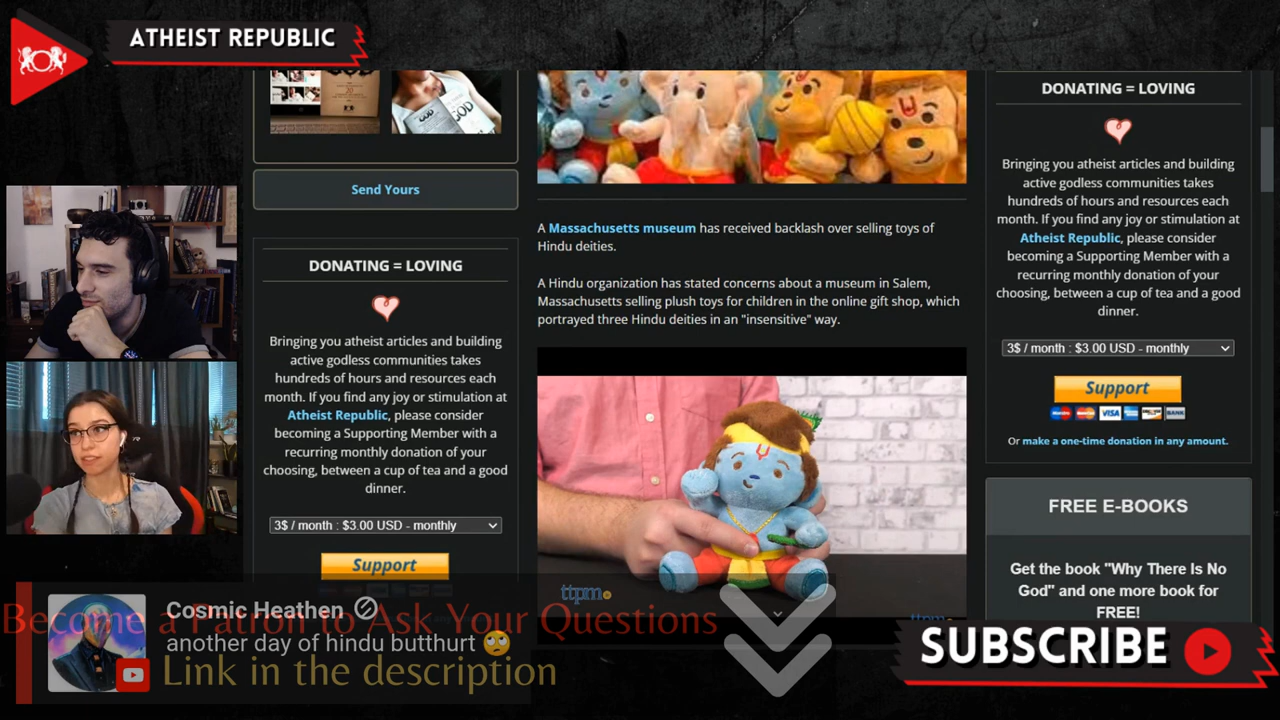 ATHEIST REPUBLIC
Send Yours
DONATING = LOVING
Bringing you atheist articles and building
active godless communities takes
hundreds of hours and resources each
month. If you find any joy or stimulation at
Atheist Republic, please consider
becoming a Supporting Member with a
recurring monthly donation of your
choosing, between a cup of tea and a good
dinner.
3$ / month : $3.00 USD - monthly
Support
GOD
GOD
A Massachusetts museum has received backlash over selling toys of
Hindu deities.
A Hindu organization has stated concerns about a museum in Salem,
Massachusetts selling plush toys for children in the online gift shop, which
portrayed three Hindu deities in an "insensitive" way.
ttpm
DONATING = LOVING
Bringing you atheist articles and building
active godless communities takes
hundreds of hours and resources each
month. If you find any joy or stimulation at
Atheist Republic, please consider
becoming a Supporting Member with a
recurring monthly donation of your
choosing, between a cup of tea and a good
dinner.
3$ / month : $3.00 USD - monthly
Support
VISA
BANK
Or make a one-time donation in any amount.
FREE E-BOOKS
Get the book "Why There Is No
God" and one more book for
FREE!
Cosmic Heathen
another day of hindu butthurt 🙄
Become a Patron to Ask Your Questions
Link in the description
SUBSCRIBE